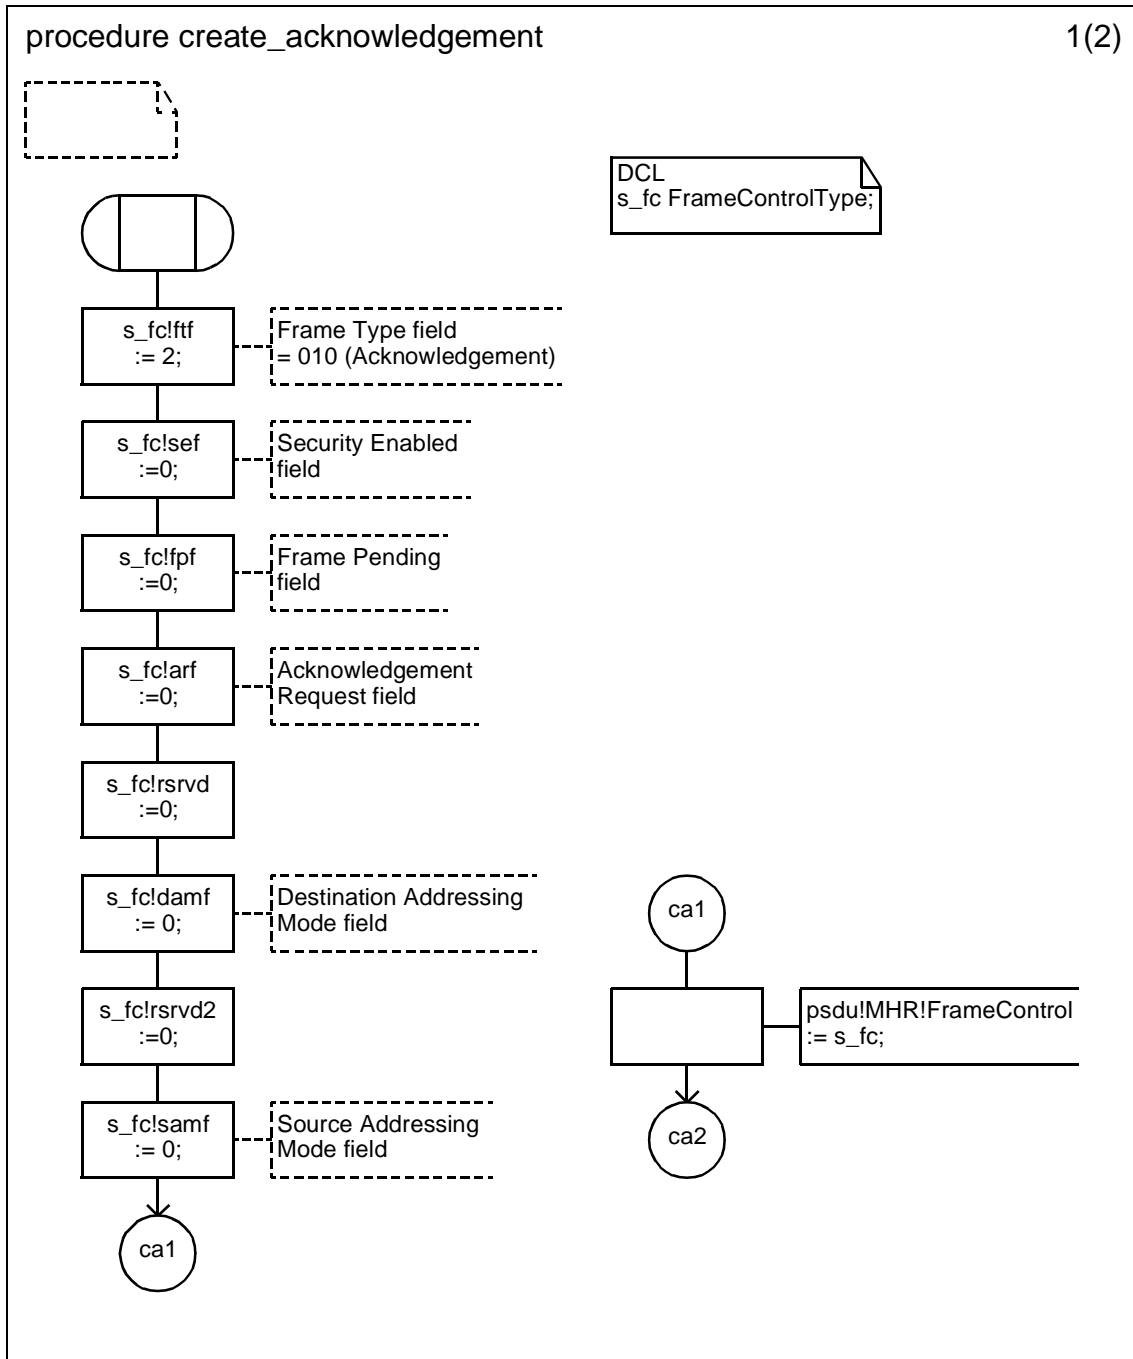 procedure create_acknowledgement
1(2)
DCL
s_fc FrameControlType;
s_fc!ftf
:= 2;
Frame Type field
= 010 (Acknowledgement)
s_fc!sef
:=0;
Security Enabled
field
s_fc!fpf
:=0;
Frame Pending
field
s_fc!arf
:=0;
Acknowledgement
Request field
s_fc!rsrvd
:=0;
s_fc!damf
:= 0;
Destination Addressing
Mode field
s_fc!rsrvd2
:=0;
s_fc!samf
:= 0;
Source Addressing
Mode field
ca1
ca1
psdu!MHR!FrameControl
:= s_fc;
ca2